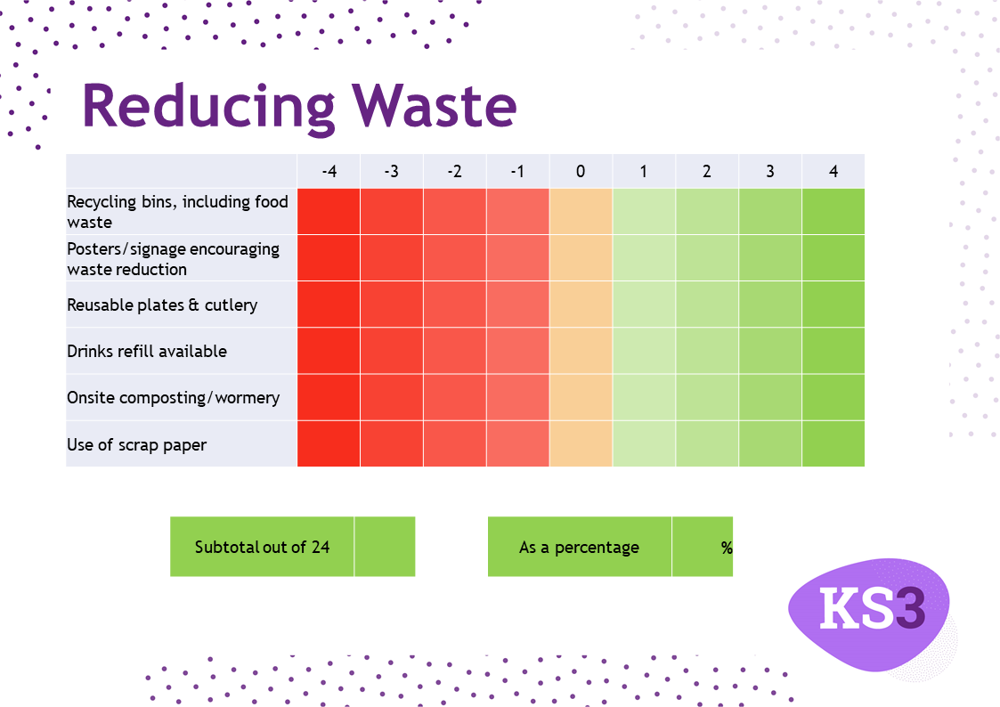 Reducing Waste
-4 -3 -2 -1 0 1 2 3 4
Recycling bins, including food
waste
Posters/signage encouraging
waste reduction
Reusable plates & cutlery
Drinks refill available
Onsite composting/wormery
Use of scrap paper
Subtotal out of 24
As a percentage %
KS3